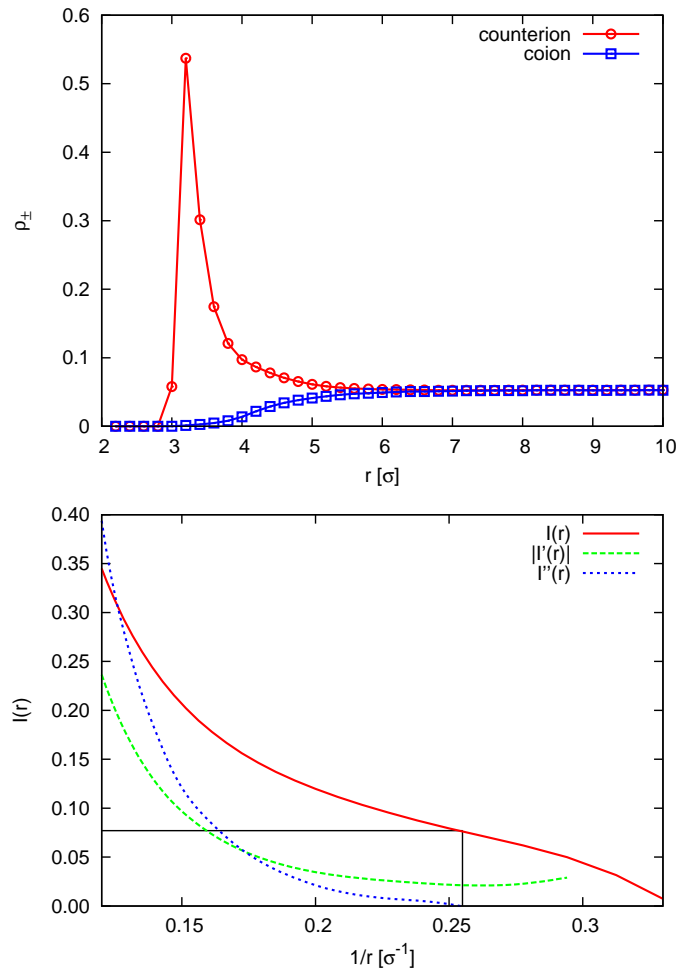 0.6
0.5
0.4
0.3
0.2
0.1
0
ρ±
counterion
coion
2 3 4 5 6 7 8 9 10
r [σ]
0.40
0.35
0.30
0.25
0.20
0.15
0.10
0.05
0.00
I(r)
I(r)
|I'(r)|
I''(r)
0.15 0.2 0.25 0.3
1/r [σ⁻¹]